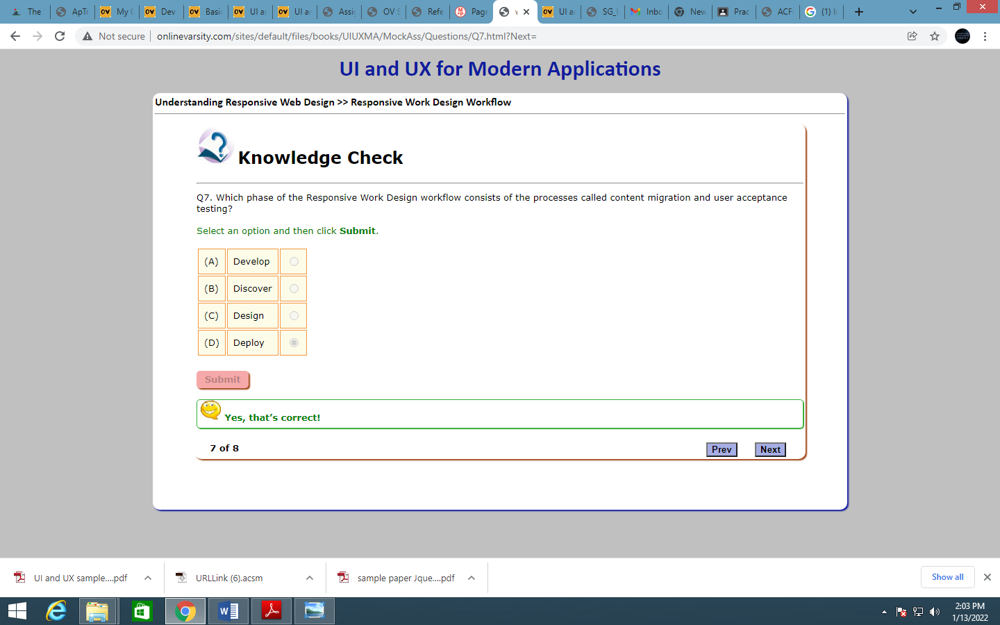 The
ApT
My
Dev
Basi
UI a
UI a
Assi
OV S
Refe
Page
UI a
SG_
Inbo
New
Prac
ACF
(1)
Not secure
onlinevarsity.com/sites/default/files/books/UIUXMA/MockAss/Questions/Q7.html?Next=
UI and UX for Modern Applications
Understanding Responsive Web Design >> Responsive Work Design Workflow
Knowledge Check
Q7. Which phase of the Responsive Work Design workflow consists of the processes called content migration and user acceptance
testing?
Select an option and then click Submit.
(A) Develop
(B) Discover
(C) Design
(D) Deploy
Submit
Yes, that’s correct!
7 of 8
Prev Next
UI and UX sample....pdf
URLLink (6).acsm
sample paper Jque....pdf
Show all
2:03 PM
1/13/2022